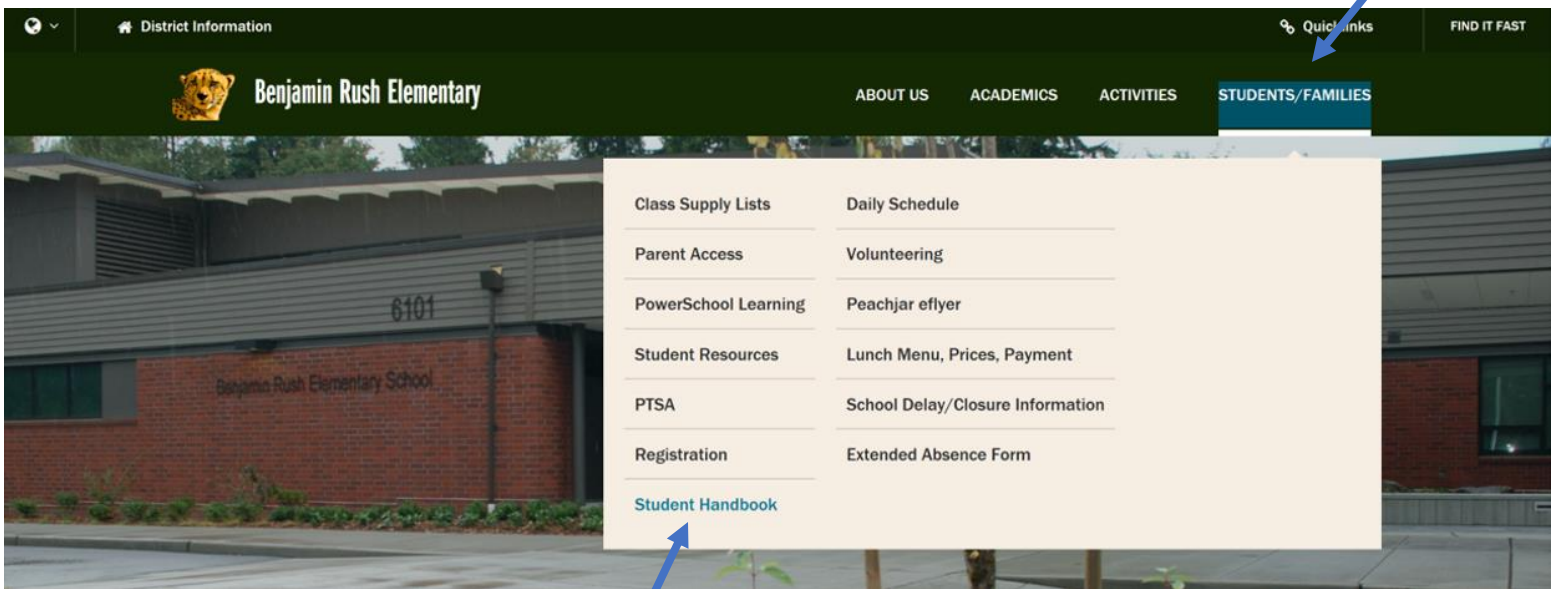 District Information
Quicklinks
FIND IT FAST
Benjamin Rush Elementary
ABOUT US
ACADEMICS
ACTIVITIES
STUDENTS/FAMILIES
Class Supply Lists
Parent Access
PowerSchool Learning
Student Resources
PTSA
Registration
Student Handbook
Daily Schedule
Volunteering
Peachjar eflyer
Lunch Menu, Prices, Payment
School Delay/Closure Information
Extended Absence Form
6101
Benjamin Rush Elementary School